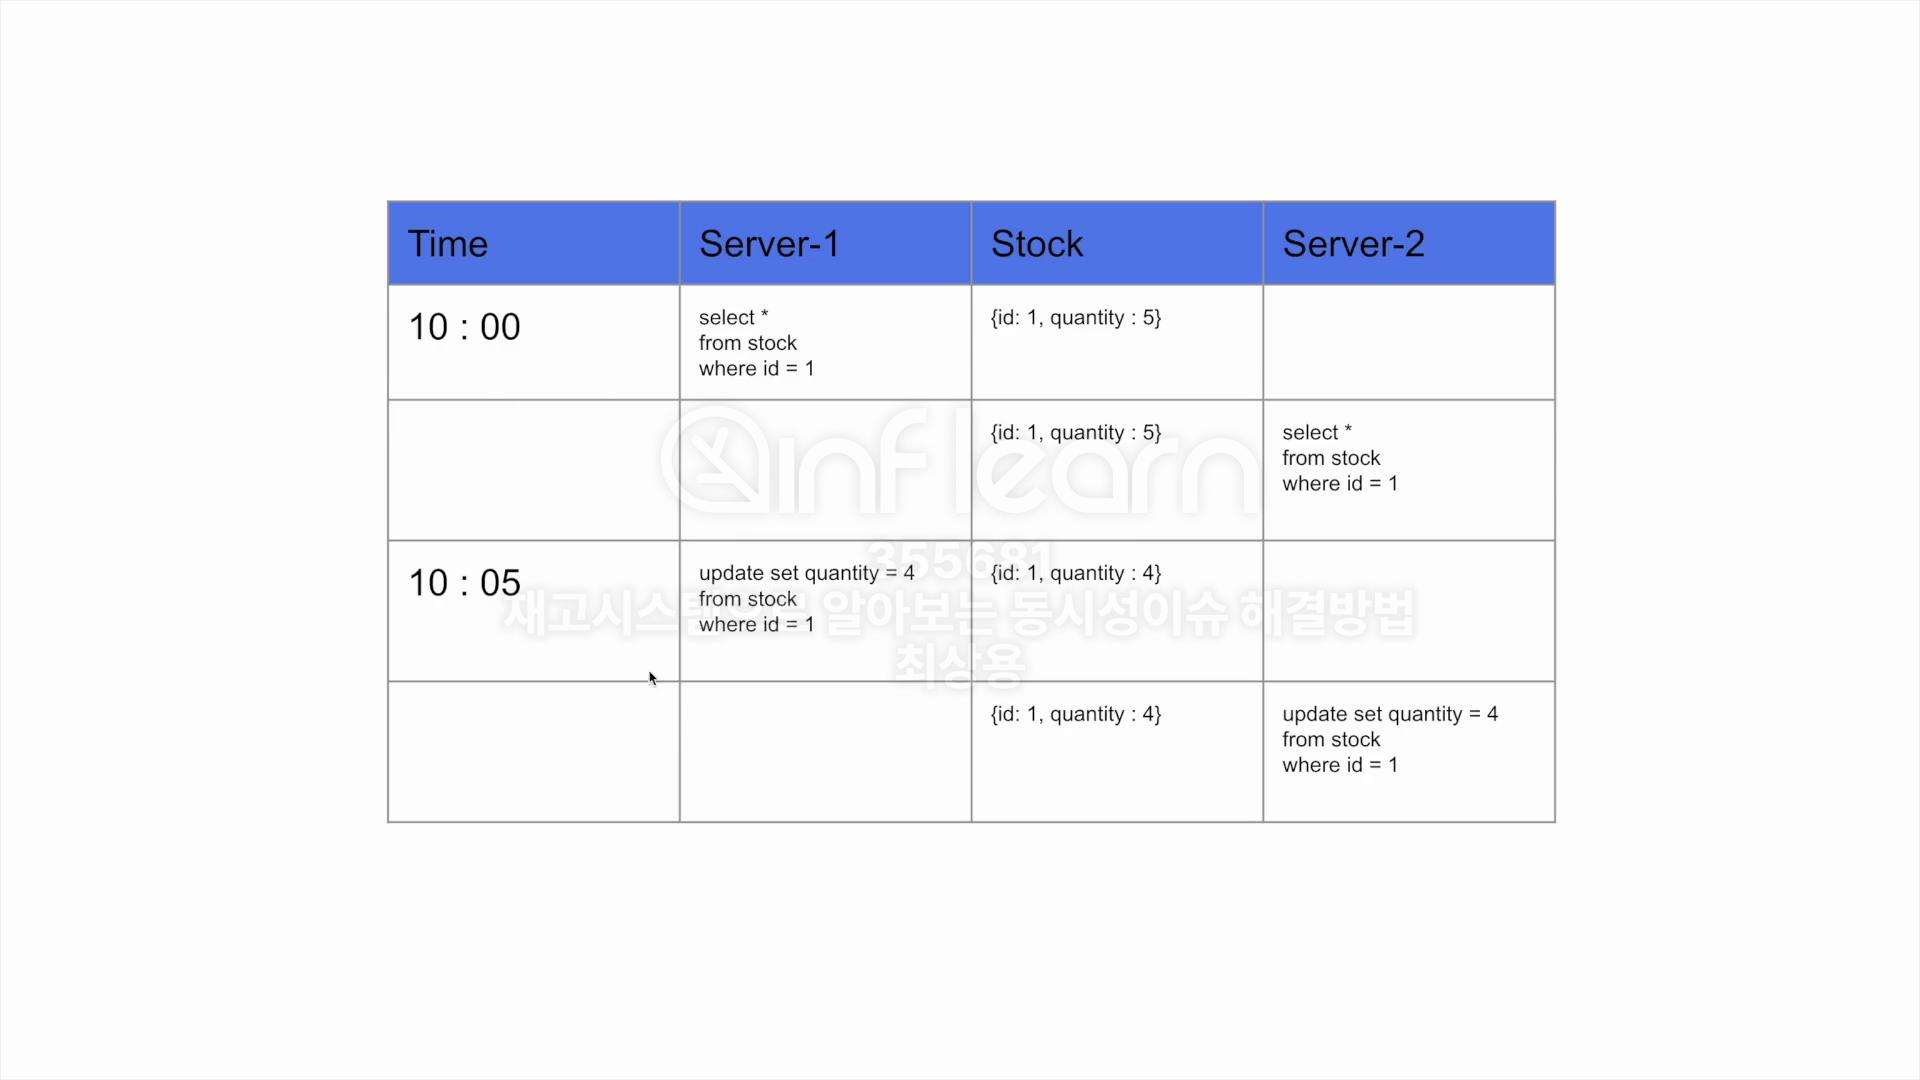 Time Server-1 Stock Server-2
10 : 00
select *
from stock
where id = 1
{id: 1, quantity : 5}
{id: 1, quantity : 5}
select *
from stock
where id = 1
10 : 05
update set quantity = 4
from stock
where id = 1
{id: 1, quantity : 4}
{id: 1, quantity : 4}
update set quantity = 4
from stock
where id = 1
inflearn
355681
재고시스템으로 알아보는 동시성이슈 해결방법
최상용